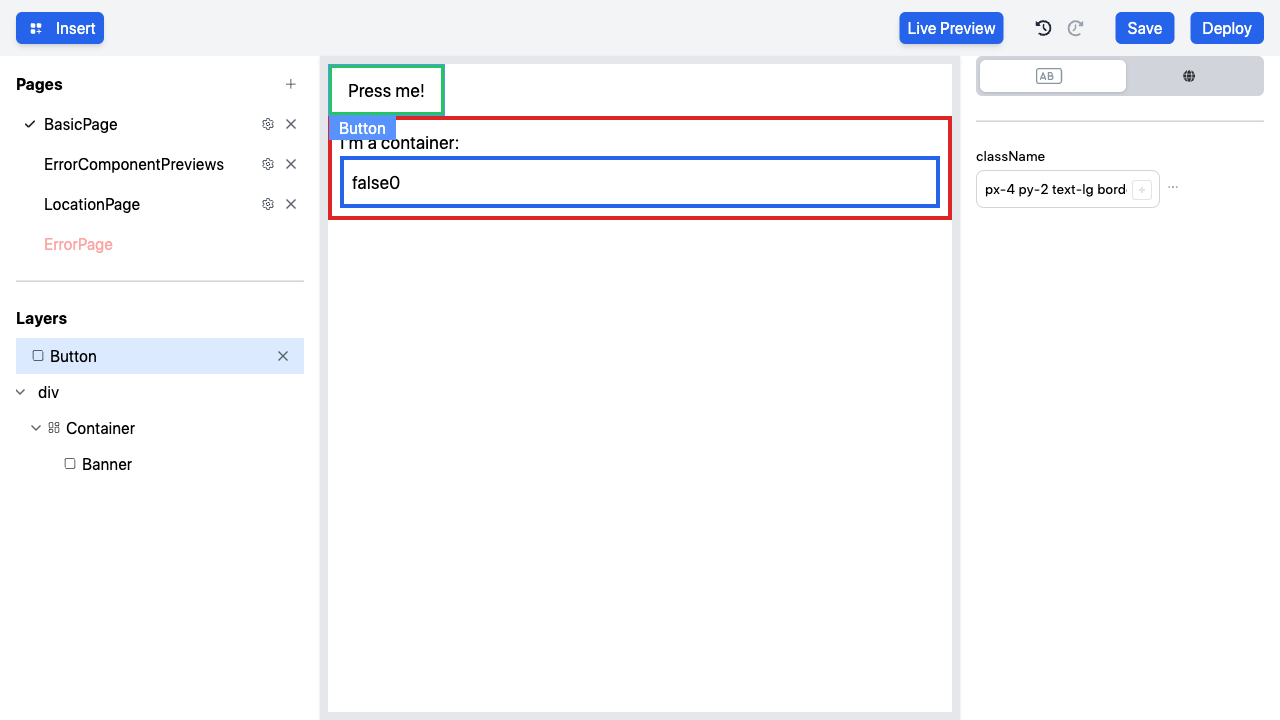 Insert
Live Preview
Save
Deploy
Pages
BasicPage
ErrorComponentPreviews
LocationPage
ErrorPage
Layers
Button
div
Container
Banner
Press me!
Button
I'm a container:
false0
AB
className
px-4 py-2 text-lg bord